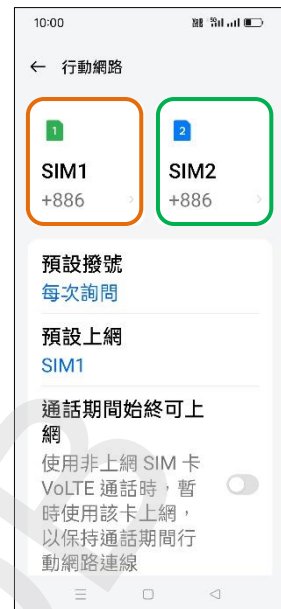 10:00
← 行動網路
1
2
SIM1
SIM2
+886
+886
預設撥號
每次詢問
預設上網
SIM1
通話期間始終可上
網
使用非上網 SIM 卡
VoLTE 通話時，暫
時使用該卡上網，
以保持通話期間行
動網路連線